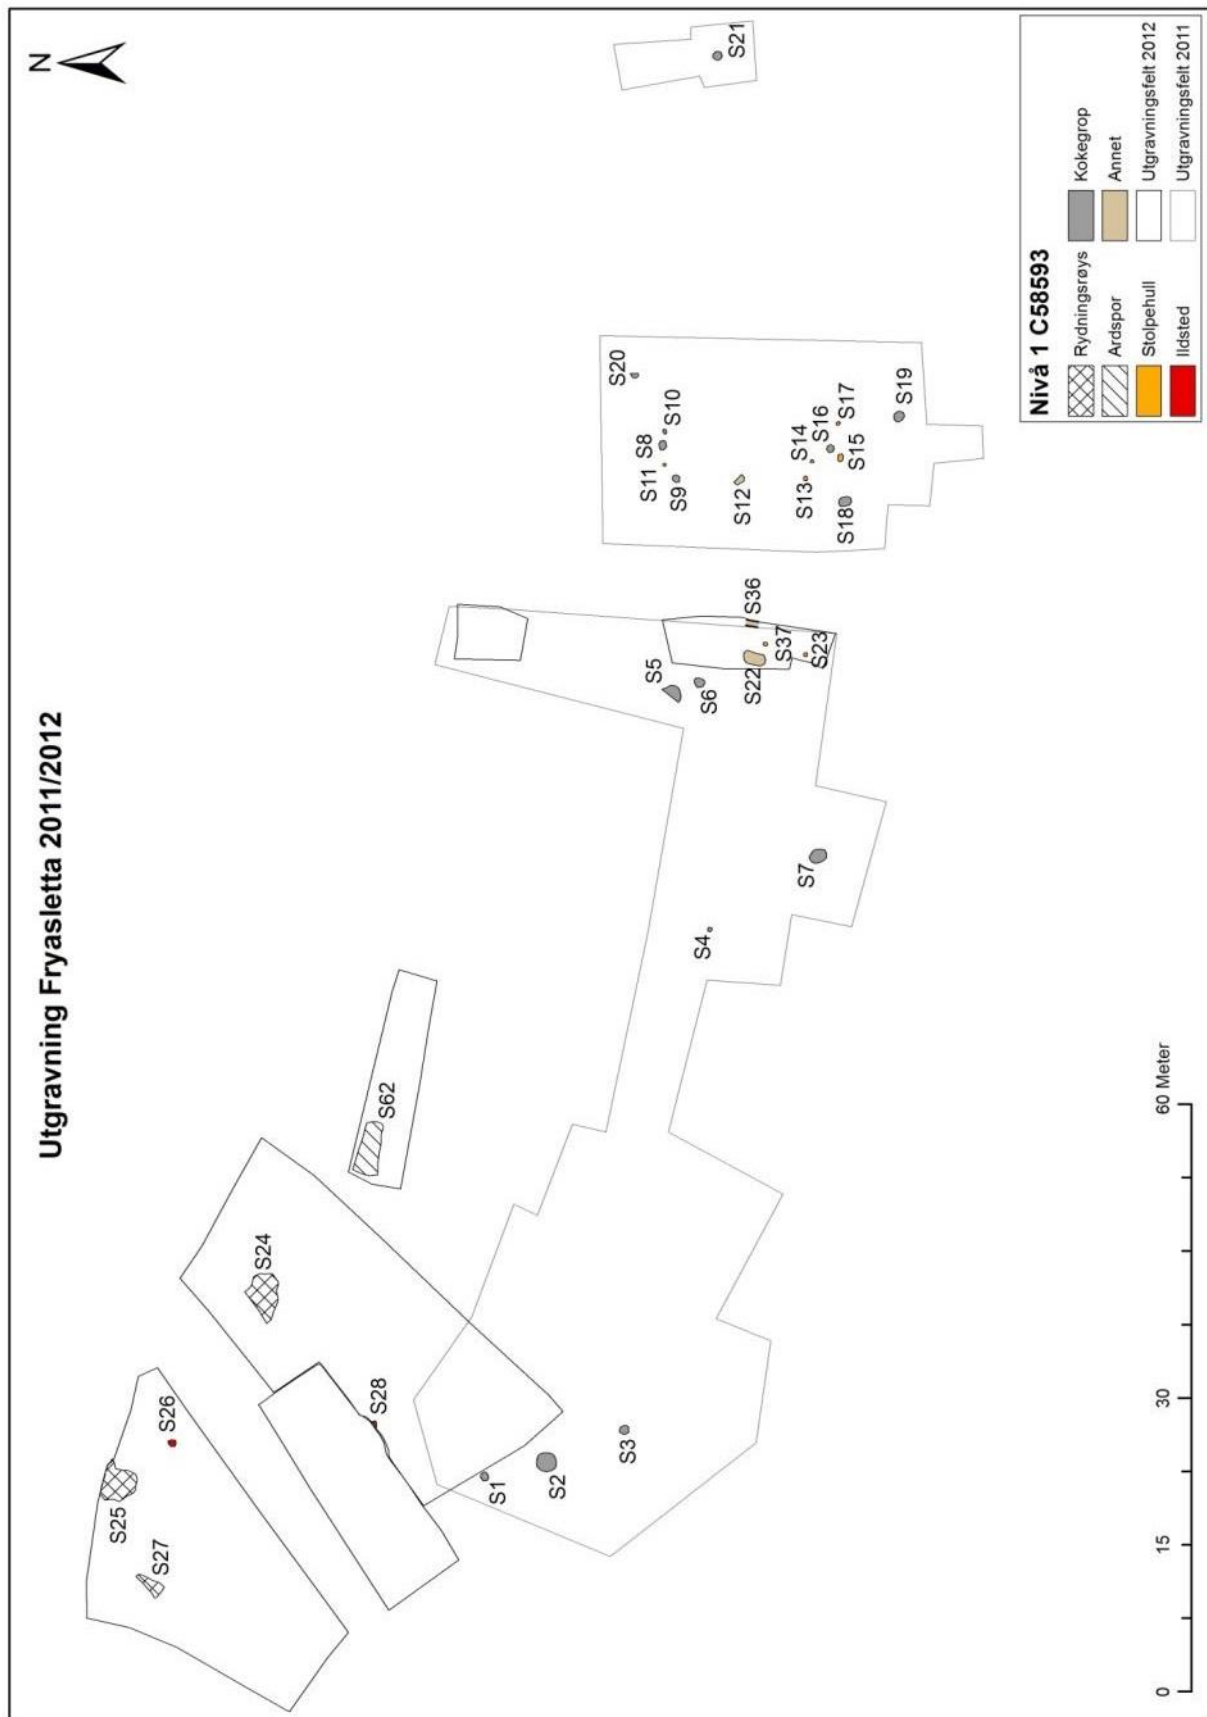 Utgravning Fryasletta 2011/2012
N
S25
S27
S26
S24
S62
S28
S1
S2
S3
S4
S5
S6
S7
S22
S36
S37
S23
S20
S11
S8
S10
S9
S12
S13
S14
S16
S17
S15
S18
S19
S21
0
15
30
60 Meter
Nivå 1 C58593
Rydningsrøys
Kokegrop
Ardspor
Annet
Stolpehull
Utgravningsfelt 2012
Ildsted
Utgravningsfelt 2011